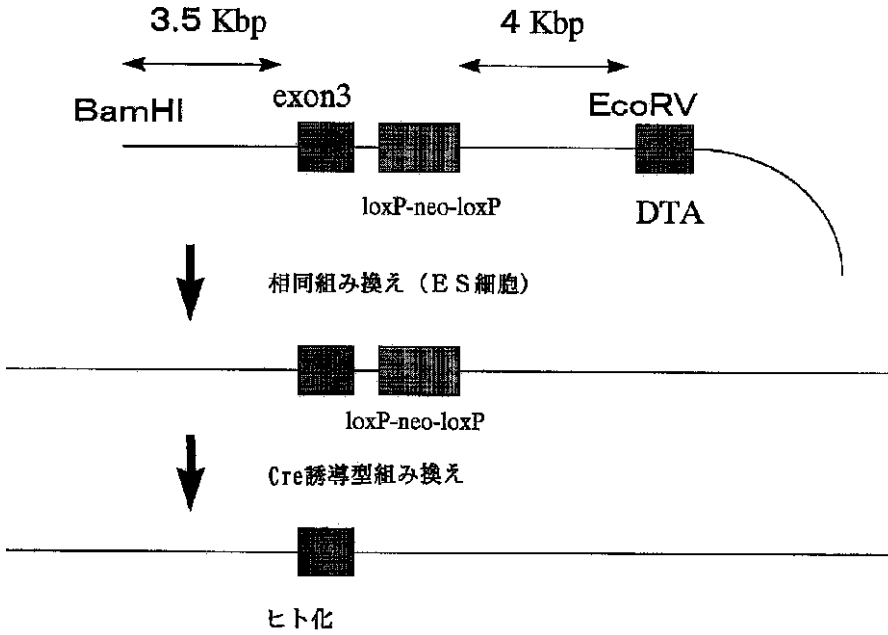 3.5 Kbp
4 Kbp
BamHI
exon3
EcoRV
loxP-neo-loxP
DTA
相同組み換え（ＥＳ細胞）
loxP-neo-loxP
Cre誘導型組み換え
ヒト化